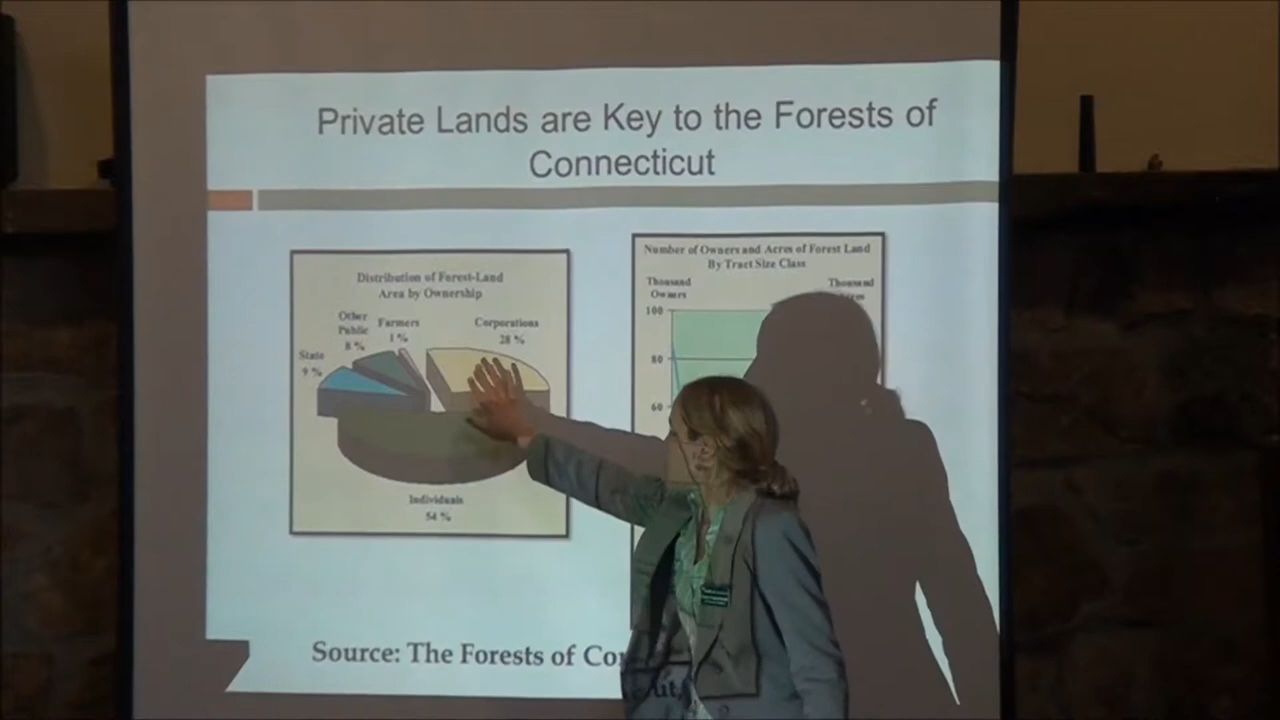 Private Lands are Key to the Forests of
Connecticut
Distribution of Forest-Land
Area by Ownership
Other
Public
8 %
Farmers
1 %
Corporations
28 %
State
9 %
Individuals
54 %
Number of Owners and Acres of Forest Land
By Tract Size Class
Thousand
Owners
Thousand
100
80
60
Source: The Forests of